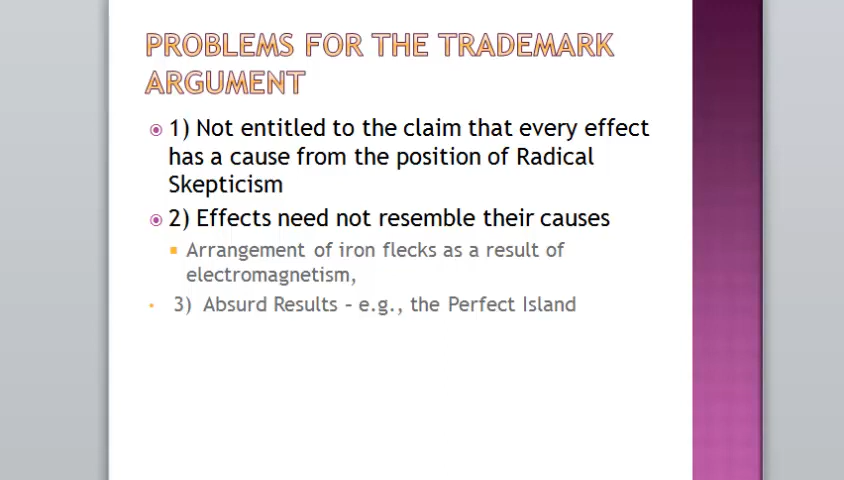 PROBLEMS FOR THE TRADEMARK
ARGUMENT
1) Not entitled to the claim that every effect
has a cause from the position of Radical
Skepticism
2) Effects need not resemble their causes
Arrangement of iron flecks as a result of
electromagnetism,
3) Absurd Results – e.g., the Perfect Island